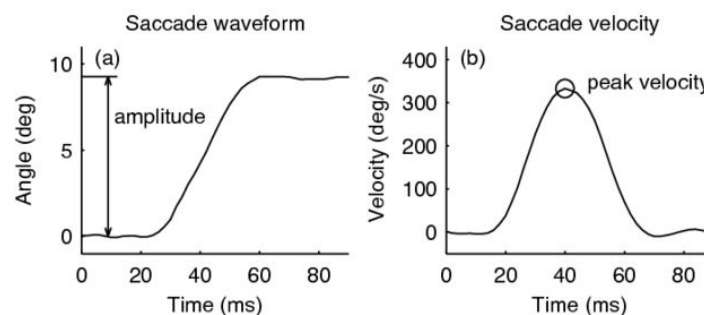 Saccade waveform
10
(a)
amplitude
5
0
Angle (deg)
0 20 40 60 80
Time (ms)
Saccade velocity
400
(b)
peak velocity
300
200
100
0
Velocity (deg/s)
0 20 40 60 80
Time (ms)